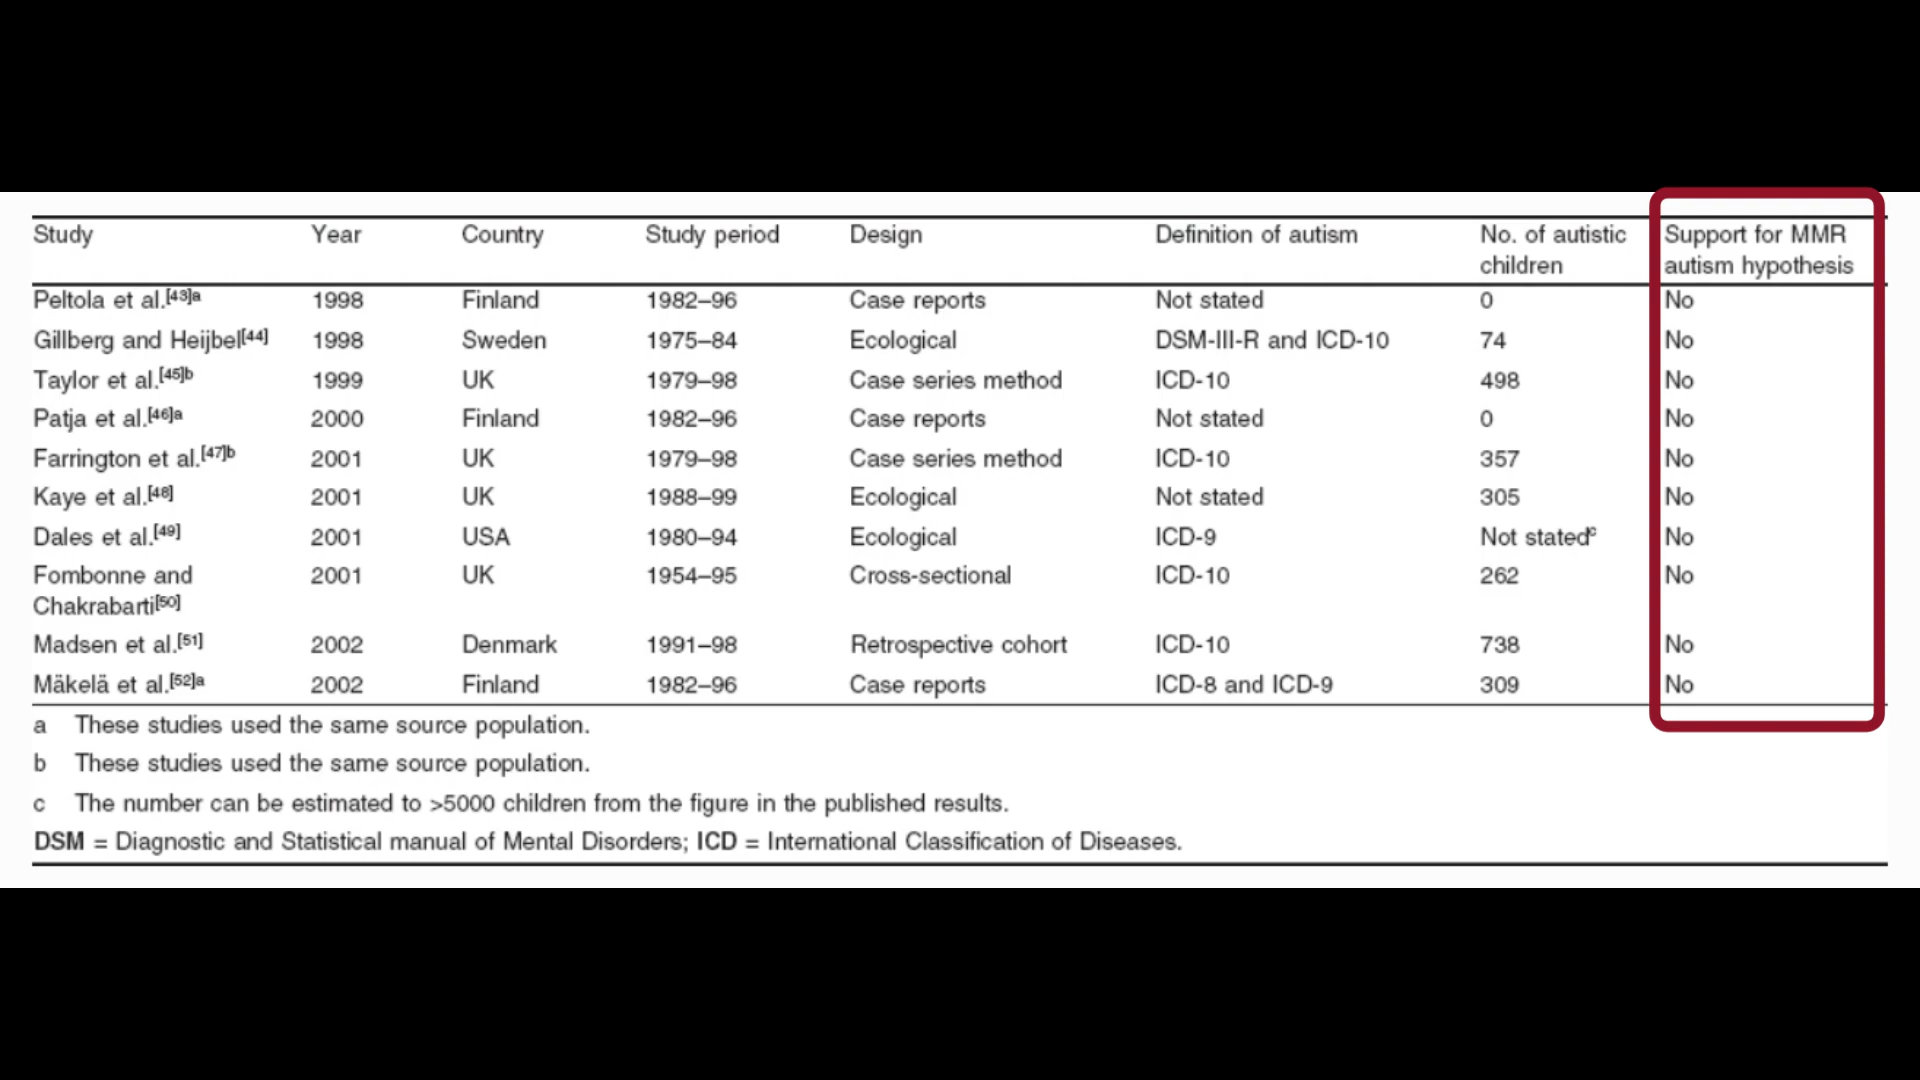 Study Year Country Study period Design Definition of autism No. of autistic children Support for MMR autism hypothesis
Peltola et al.[43]a 1998 Finland 1982–96 Case reports Not stated 0 No
Gillberg and Heijbel[44] 1998 Sweden 1975–84 Ecological DSM-III-R and ICD-10 74 No
Taylor et al.[45]b 1999 UK 1979–98 Case series method ICD-10 498 No
Patja et al.[46]a 2000 Finland 1982–96 Case reports Not stated 0 No
Farrington et al.[47]b 2001 UK 1979–98 Case series method ICD-10 357 No
Kaye et al.[48] 2001 UK 1988–99 Ecological Not stated 305 No
Dales et al.[49] 2001 USA 1980–94 Ecological ICD-9 Not statedc No
Fombonne and Chakrabarti[50] 2001 UK 1954–95 Cross-sectional ICD-10 262 No
Madsen et al.[51] 2002 Denmark 1991–98 Retrospective cohort ICD-10 738 No
Mäkelä et al.[52]a 2002 Finland 1982–96 Case reports ICD-8 and ICD-9 309 No
a These studies used the same source population.
b These studies used the same source population.
c The number can be estimated to >5000 children from the figure in the published results.
DSM = Diagnostic and Statistical manual of Mental Disorders; ICD = International Classification of Diseases.